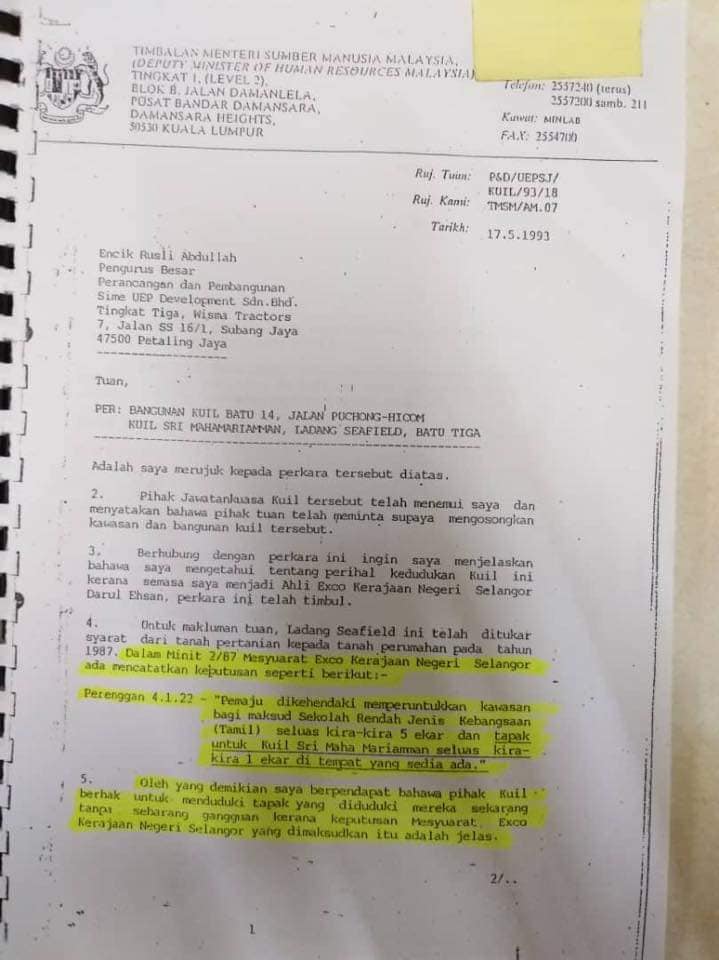 TIMBALAN MENTERI SUMBER MANUSIA MALAYSIA,
(DEPUTY MINISTER OF HUMAN RESOURCES MALAYSIA)
TINGKAT 1, (LEVEL 2),
BLOK B, JALAN DAMANLELA,
PUSAT BANDAR DAMANSARA,
DAMANSARA HEIGHTS,
50530 KUALA LUMPUR
Telefon: 2557240 (terus)
2557200 samb. 211
Kawat: MINLAB
FAX: 2554700
Ruj. Tuan: P&D/UEPSJ/
KUIL/93/18
Ruj. Kami: TMSM/AM.07
Tarikh: 17.5.1993
Encik Rusli Abdullah
Pengurus Besar
Perancangan dan Pembangunan
Sime UEP Development Sdn.Bhd.
Tingkat Tiga, Wisma Tractors
7, Jalan SS 16/1, Subang Jaya
47500 Petaling Jaya
Tuan,
PER: BANGUNAN KUIL BATU 14, JALAN PUCHONG-HICOM
KUIL SRI MAHAMARIAMMAN, LADANG SEAFIELD, BATU TIGA
Adalah saya merujuk kepada perkara tersebut diatas.
2. Pihak Jawatankuasa Kuil tersebut telah menemui saya dan
menyatakan bahawa pihak tuan telah meminta supaya mengosongkan
kawasan dan bangunan kuil tersebut.
3. Berhubung dengan perkara ini ingin saya menjelaskan
bahawa saya mengetahui tentang perihal kedudukan Kuil ini
kerana semasa saya menjadi Ahli Exco Kerajaan Negeri Selangor
Darul Ehsan, perkara ini telah timbul.
4. Untuk makluman tuan, Ladang Seafield ini telah ditukar
syarat dari tanah pertanian kepada tanah perumahan pada tahun
1987. Dalam Minit 2/87 Mesyuarat Exco Kerajaan Negeri Selangor
ada mencatatkan keputusan seperti berikut:-
Perenggan 4.1.22 - "Pemaju dikehendaki memperuntukkan kawasan
bagi maksud Sekolah Rendah Jenis Kebangsaan
(Tamil) seluas kira-kira 5 ekar dan tapak
untuk Kuil Sri Maha Mariamman seluas kira-
kira 1 ekar di tempat yang sedia ada."
5. Oleh yang demikian saya berpendapat bahawa pihak Kuil
berhak untuk menduduki tapak yang diduduki mereka sekarang
tanpa sebarang gangguan kerana keputusan Mesyuarat Exco
Kerajaan Negeri Selangor yang dimaksudkan itu adalah jelas.
2/..
1